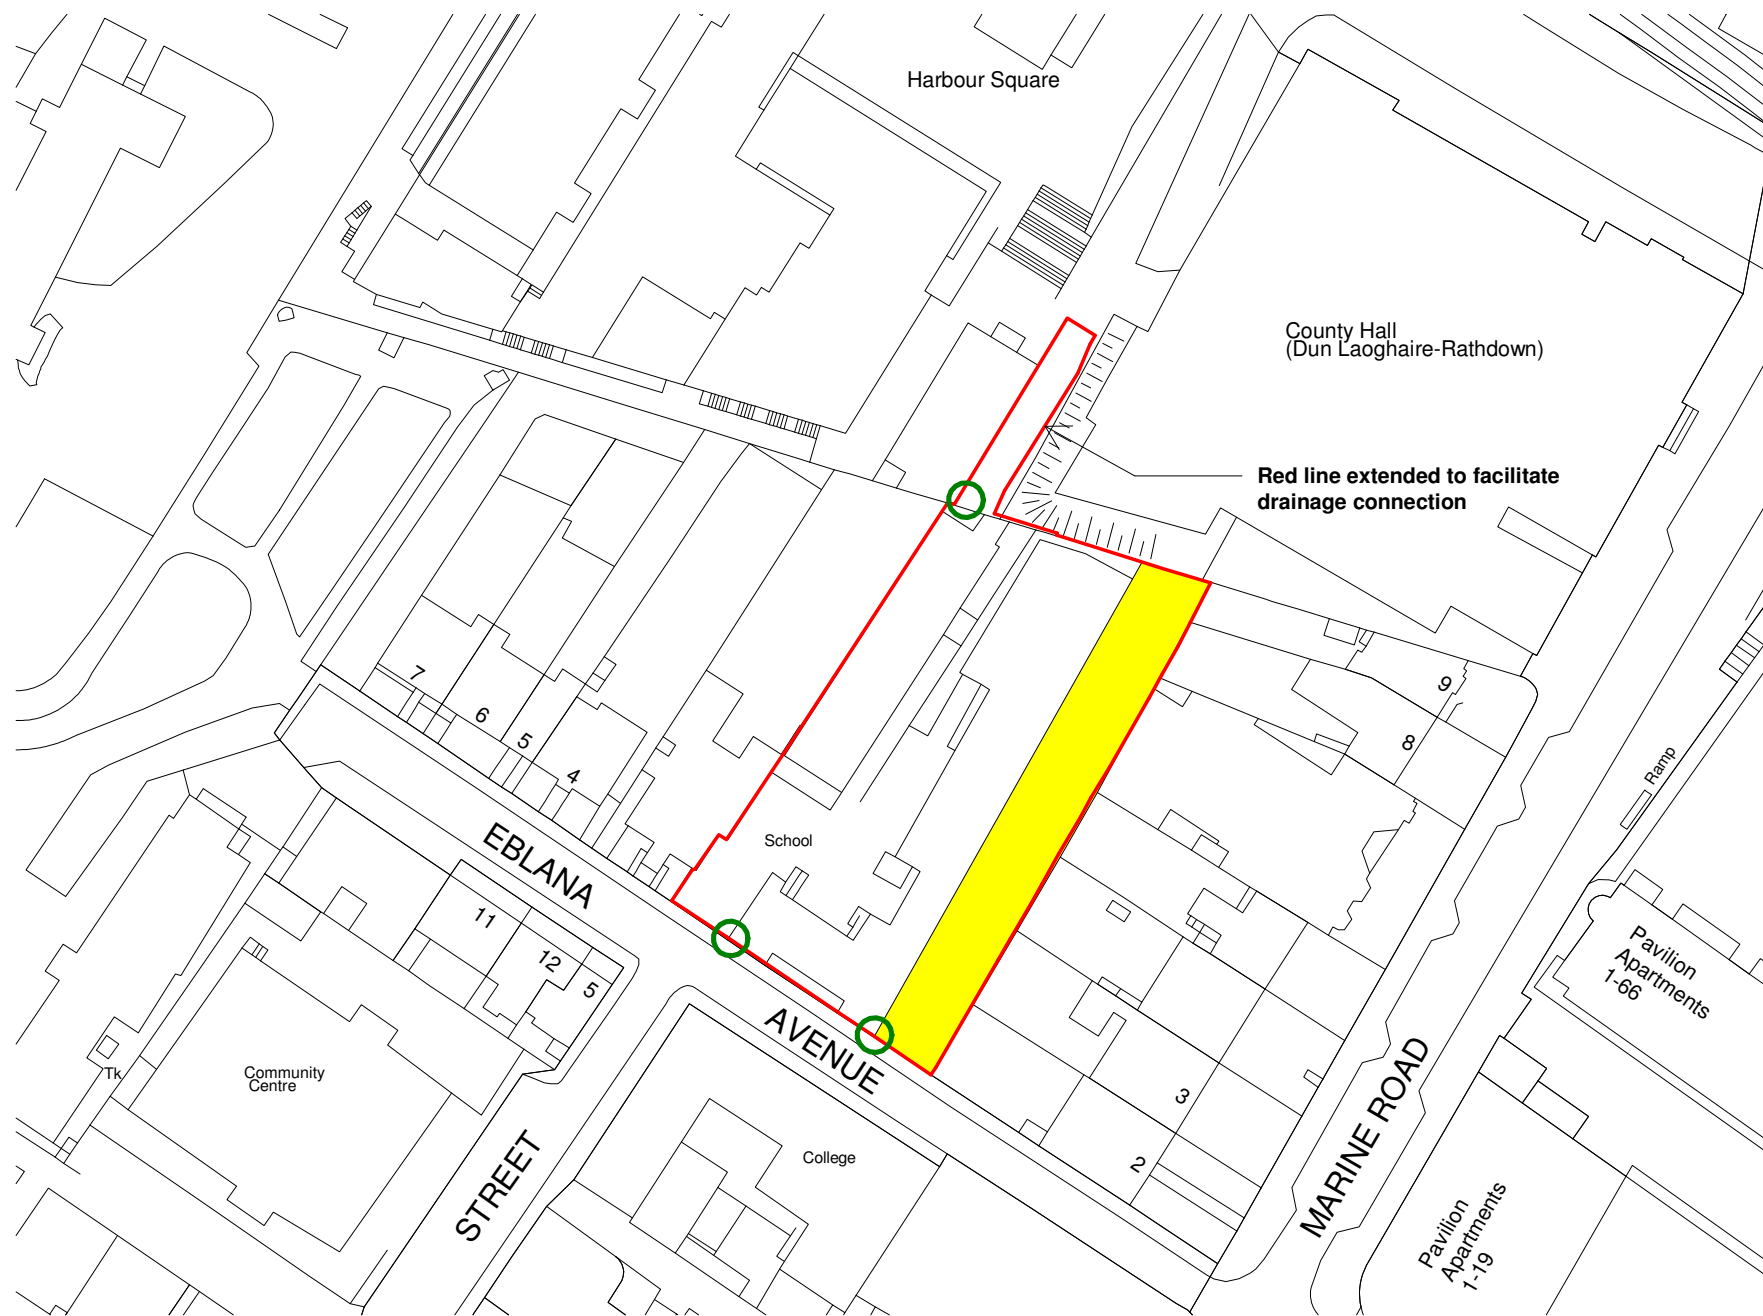 Harbour Square
County Hall
(Dun Laoghaire-Rathdown)
Red line extended to facilitate
drainage connection
7
6
5
4
9
8
Ramp
School
EBLANA
AVENUE
11
12
5
Pavilion
Apartments
1-66
Tk
Community
Centre
STREET
College
3
2
MARINE ROAD
Pavilion
Apartments
1-19